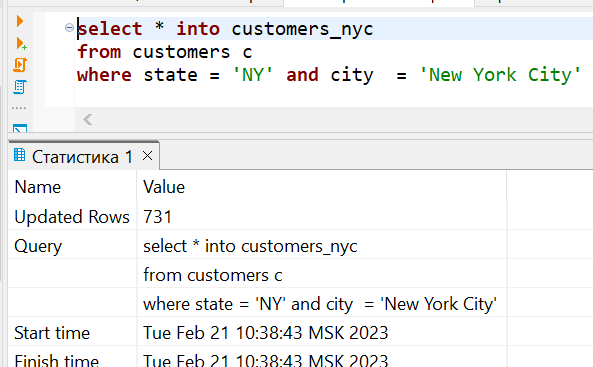 select * into customers_nyc
from customers c
where state = 'NY' and city  = 'New York City'
Статистика 1
Name Value
Updated Rows 731
Query select * into customers_nyc
from customers c
where state = 'NY' and city  = 'New York City'
Start time Tue Feb 21 10:38:43 MSK 2023
Finish time Tue Feb 21 10:38:43 MSK 2023